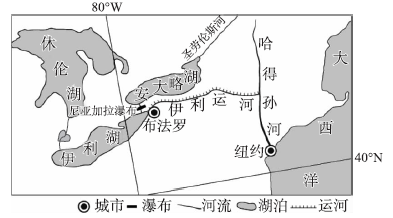 80°W
圣劳伦斯河
休伦湖
安大略湖
哈得孙河
大西洋
尼亚加拉瀑布
伊利运河
布法罗
伊利湖
纽约
40°N
城市 瀑布 河流 湖泊 运河